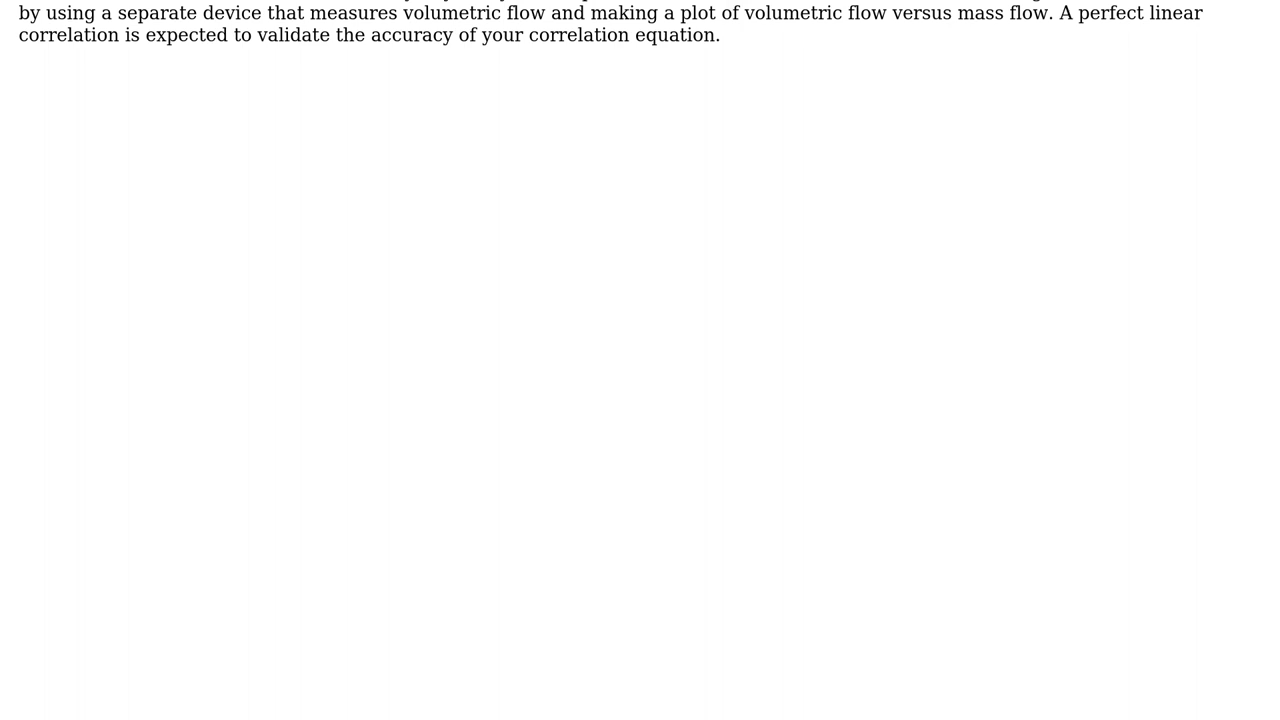 by using a separate device that measures volumetric flow and making a plot of volumetric flow versus mass flow. A perfect linear
correlation is expected to validate the accuracy of your correlation equation.